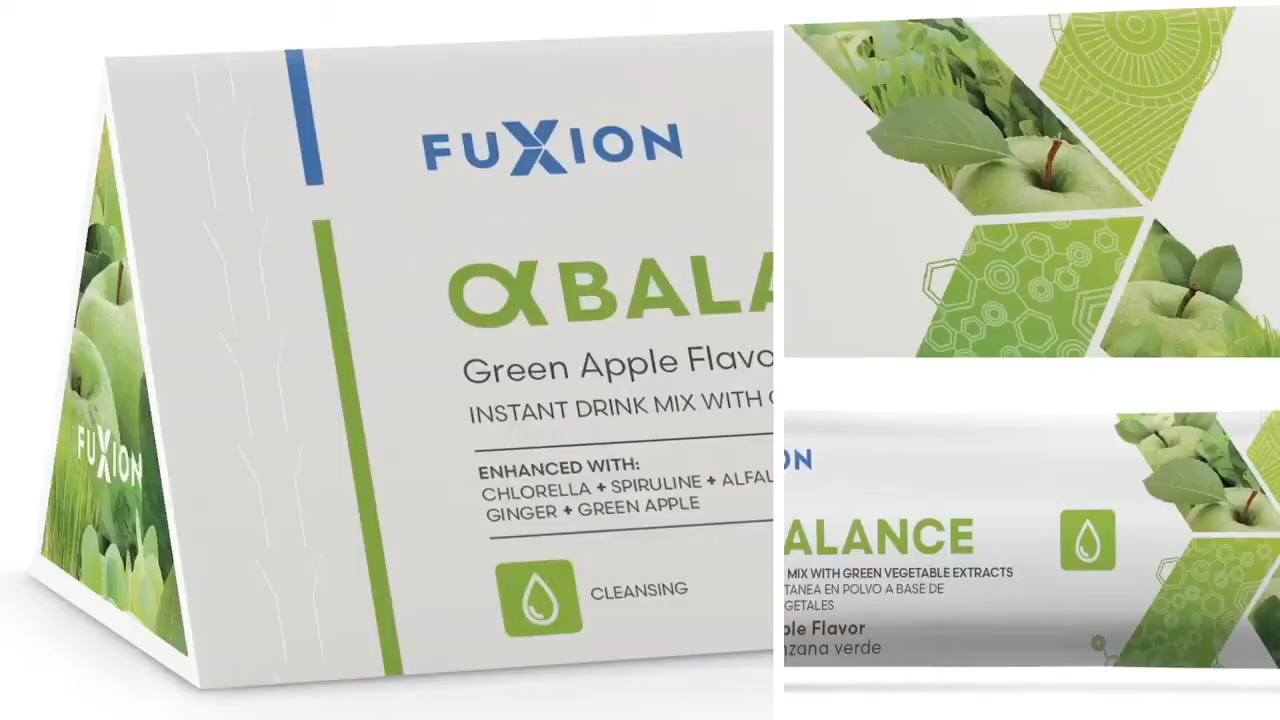 FUXION
FUXION
αBALA
Green Apple Flavo
INSTANT DRINK MIX WITH
ENHANCED WITH:
CHLORELLA + SPIRULINE + ALFAL
GINGER + GREEN APPLE
CLEANSING
ON
ALANCE
MIX WITH GREEN VEGETABLE EXTRACTS
TANEA EN POLVO A BASE DE
GETALES
ple Flavor
nzana verde